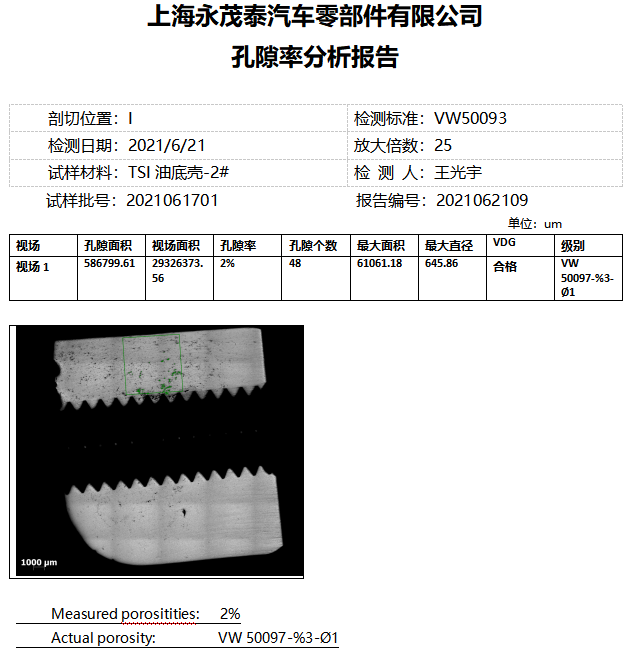 上海永茂泰汽车零部件有限公司
孔隙率分析报告
剖切位置：I 检测标准：VW50093
检测日期：2021/6/21 放大倍数：25
试样材料：TSI 油底壳-2# 检 测 人：王光宇
试样批号：2021061701 报告编号：2021062109
单位：um
视场 孔隙面积 视场面积 孔隙率 孔隙个数 最大面积 最大直径 VDG 级别
视场 1 586799.61 29326373.56 2% 48 61061.18 645.86 合格 VW 50097-%3-Ø1
1000 μm
Measured porositities: 2%
Actual porosity: VW 50097-%3-Ø1